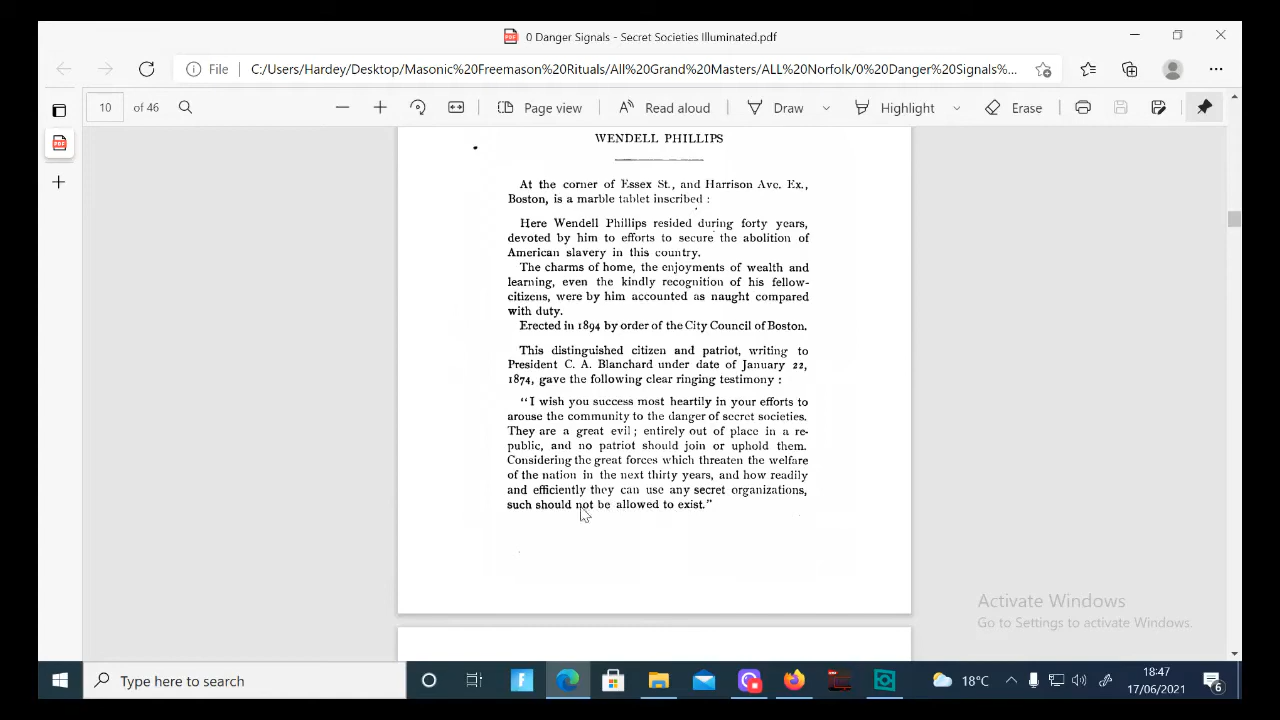 0 Danger Signals - Secret Societies Illuminated.pdf
File
C:/Users/Hardey/Desktop/Masonic%20Freemason%20Rituals/All%20Grand%20Masters/ALL%20Norfolk/0%20Danger%20Signals%...
10 of 46
Page view
Read aloud
Draw
Highlight
Erase
WENDELL PHILLIPS
At the corner of Essex St., and Harrison Ave. Ex.,
Boston, is a marble tablet inscribed :
Here Wendell Phillips resided during forty years,
devoted by him to efforts to secure the abolition of
American slavery in this country.
The charms of home, the enjoyments of wealth and
learning, even the kindly recognition of his fellow-
citizens, were by him accounted as naught compared
with duty.
Erected in 1894 by order of the City Council of Boston.
This distinguished citizen and patriot, writing to
President C. A. Blanchard under date of January 22,
1874, gave the following clear ringing testimony :
"I wish you success most heartily in your efforts to
arouse the community to the danger of secret societies.
They are a great evil; entirely out of place in a re-
public, and no patriot should join or uphold them.
Considering the great forces which threaten the welfare
of the nation in the next thirty years, and how readily
and efficiently they can use any secret organizations,
such should not be allowed to exist."
Activate Windows
Go to Settings to activate Windows.
Type here to search
18°C
18:47
17/06/2021
6